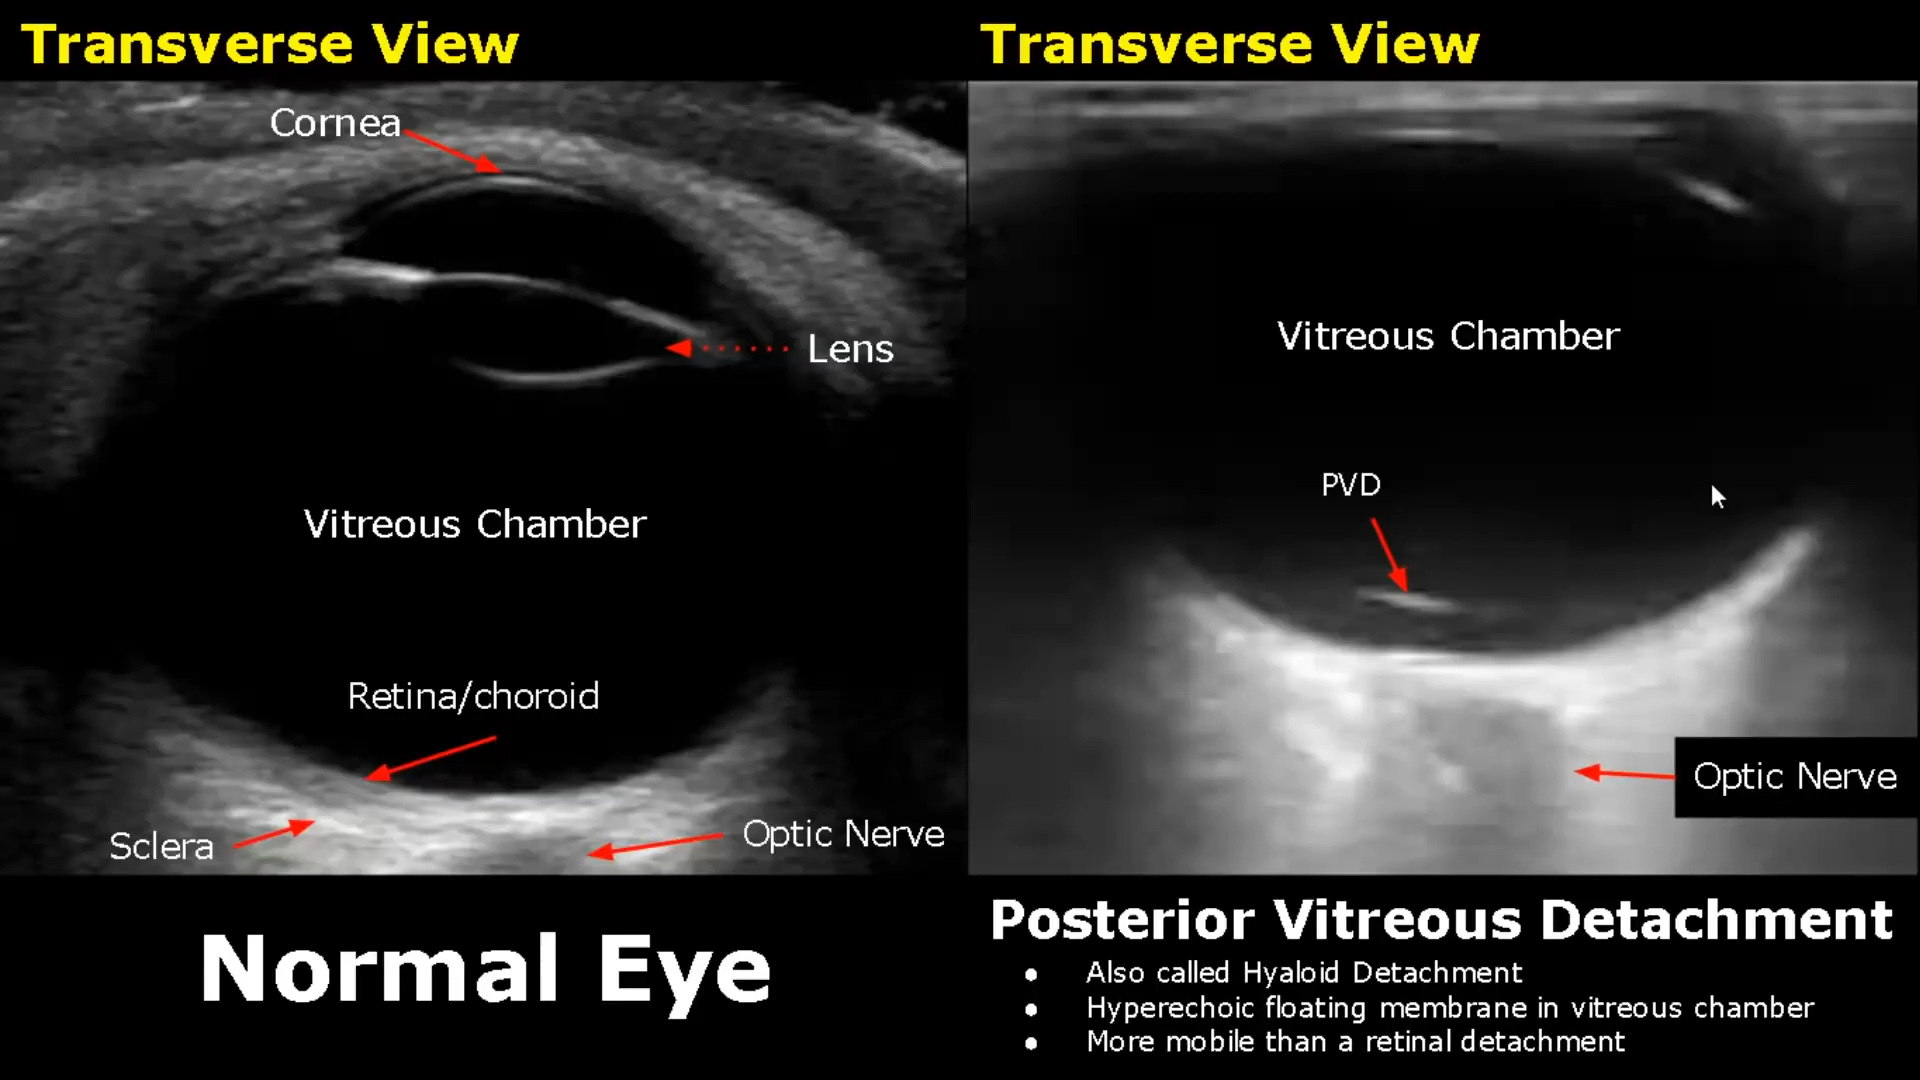 Transverse View
Cornea
Lens
Vitreous Chamber
Retina/choroid
Sclera
Optic Nerve
Normal Eye
Transverse View
Vitreous Chamber
PVD
Optic Nerve
Posterior Vitreous Detachment
• Also called Hyaloid Detachment
• Hyperechoic floating membrane in vitreous chamber
• More mobile than a retinal detachment